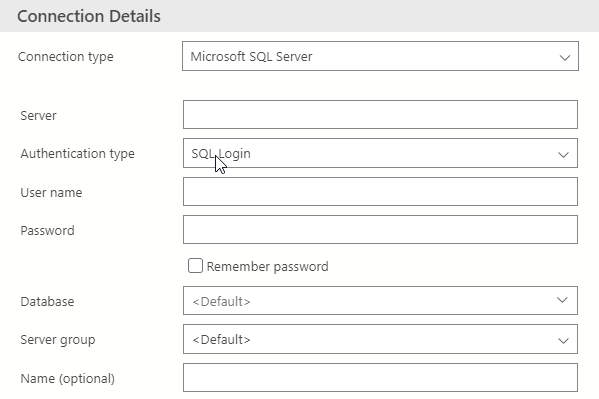 Connection Details
Connection type Microsoft SQL Server
Server
Authentication type SQL Login
User name
Password
Remember password
Database <Default>
Server group <Default>
Name (optional)